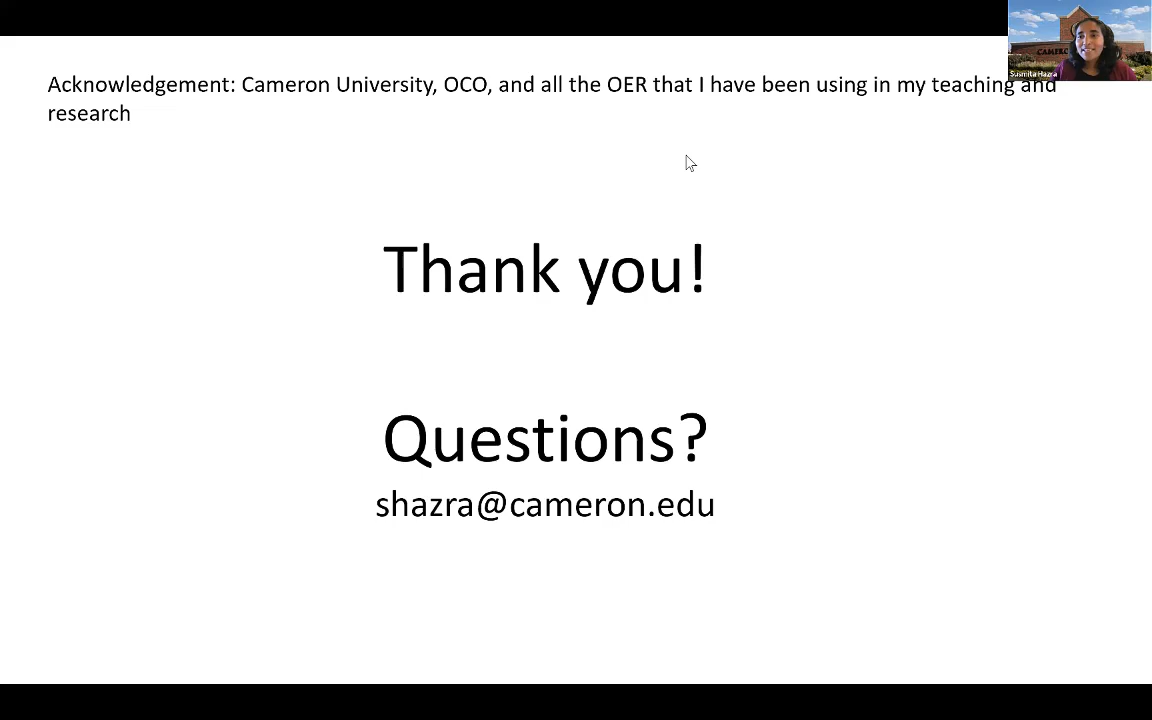 Acknowledgement: Cameron University, OCO, and all the OER that I have been using in my teaching and
research
CAMERO
Susmita Hazra
Thank you!
Questions?
shazra@cameron.edu